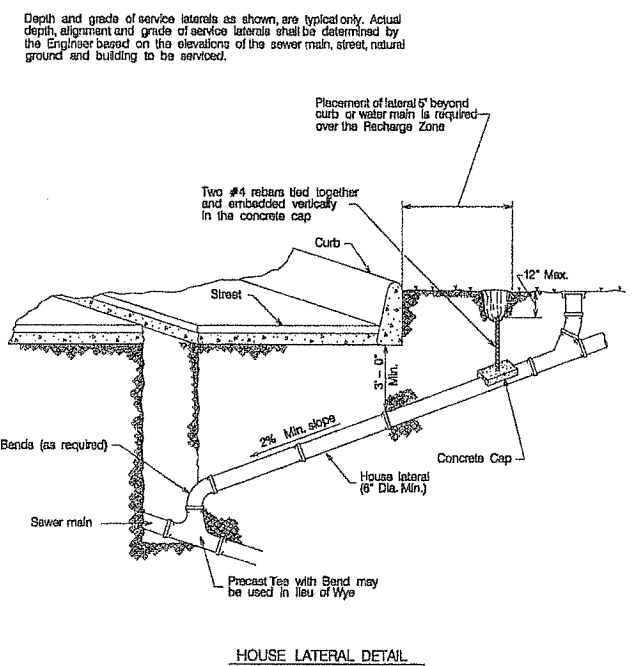 Depth and grade of service laterals as shown, are typical only. Actual
depth, alignment and grade of service laterals shall be determined by
the Engineer based on the elevations of the sewer main, street, natural
ground and building to be serviced.
Placement of lateral 5' beyond
curb or water main is required
over the Recharge Zone
Two #4 rebars tied together
and embedded vertically
in the concrete cap
Curb
12" Max.
Street
3'-0"
Min.
2% Min. slope
Bends (as required)
House lateral
(6" Dia. Min.)
Concrete Cap
Sewer main
Precast Tee with Bend may
be used in lieu of Wye
HOUSE LATERAL DETAIL